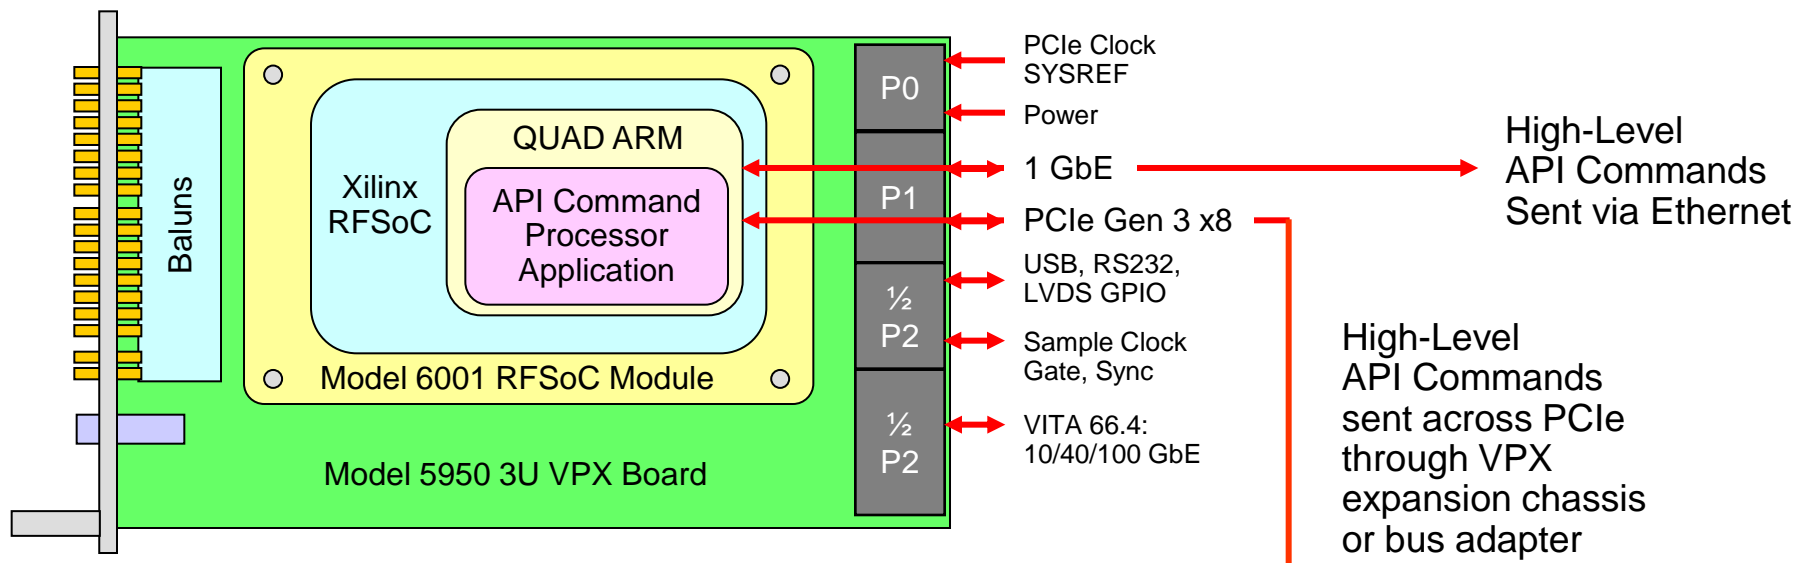 Baluns
Xilinx
RFSoC
QUAD ARM
API Command
Processor
Application
Model 6001 RFSoC Module
Model 5950 3U VPX Board
P0
P1
½
P2
½
P2
PCIe Clock
SYSREF
Power
1 GbE
PCIe Gen 3 x8
USB, RS232,
LVDS GPIO
Sample Clock
Gate, Sync
VITA 66.4:
10/40/100 GbE
High-Level
API Commands
Sent via Ethernet
High-Level
API Commands
sent across PCIe
through VPX
expansion chassis
or bus adapter